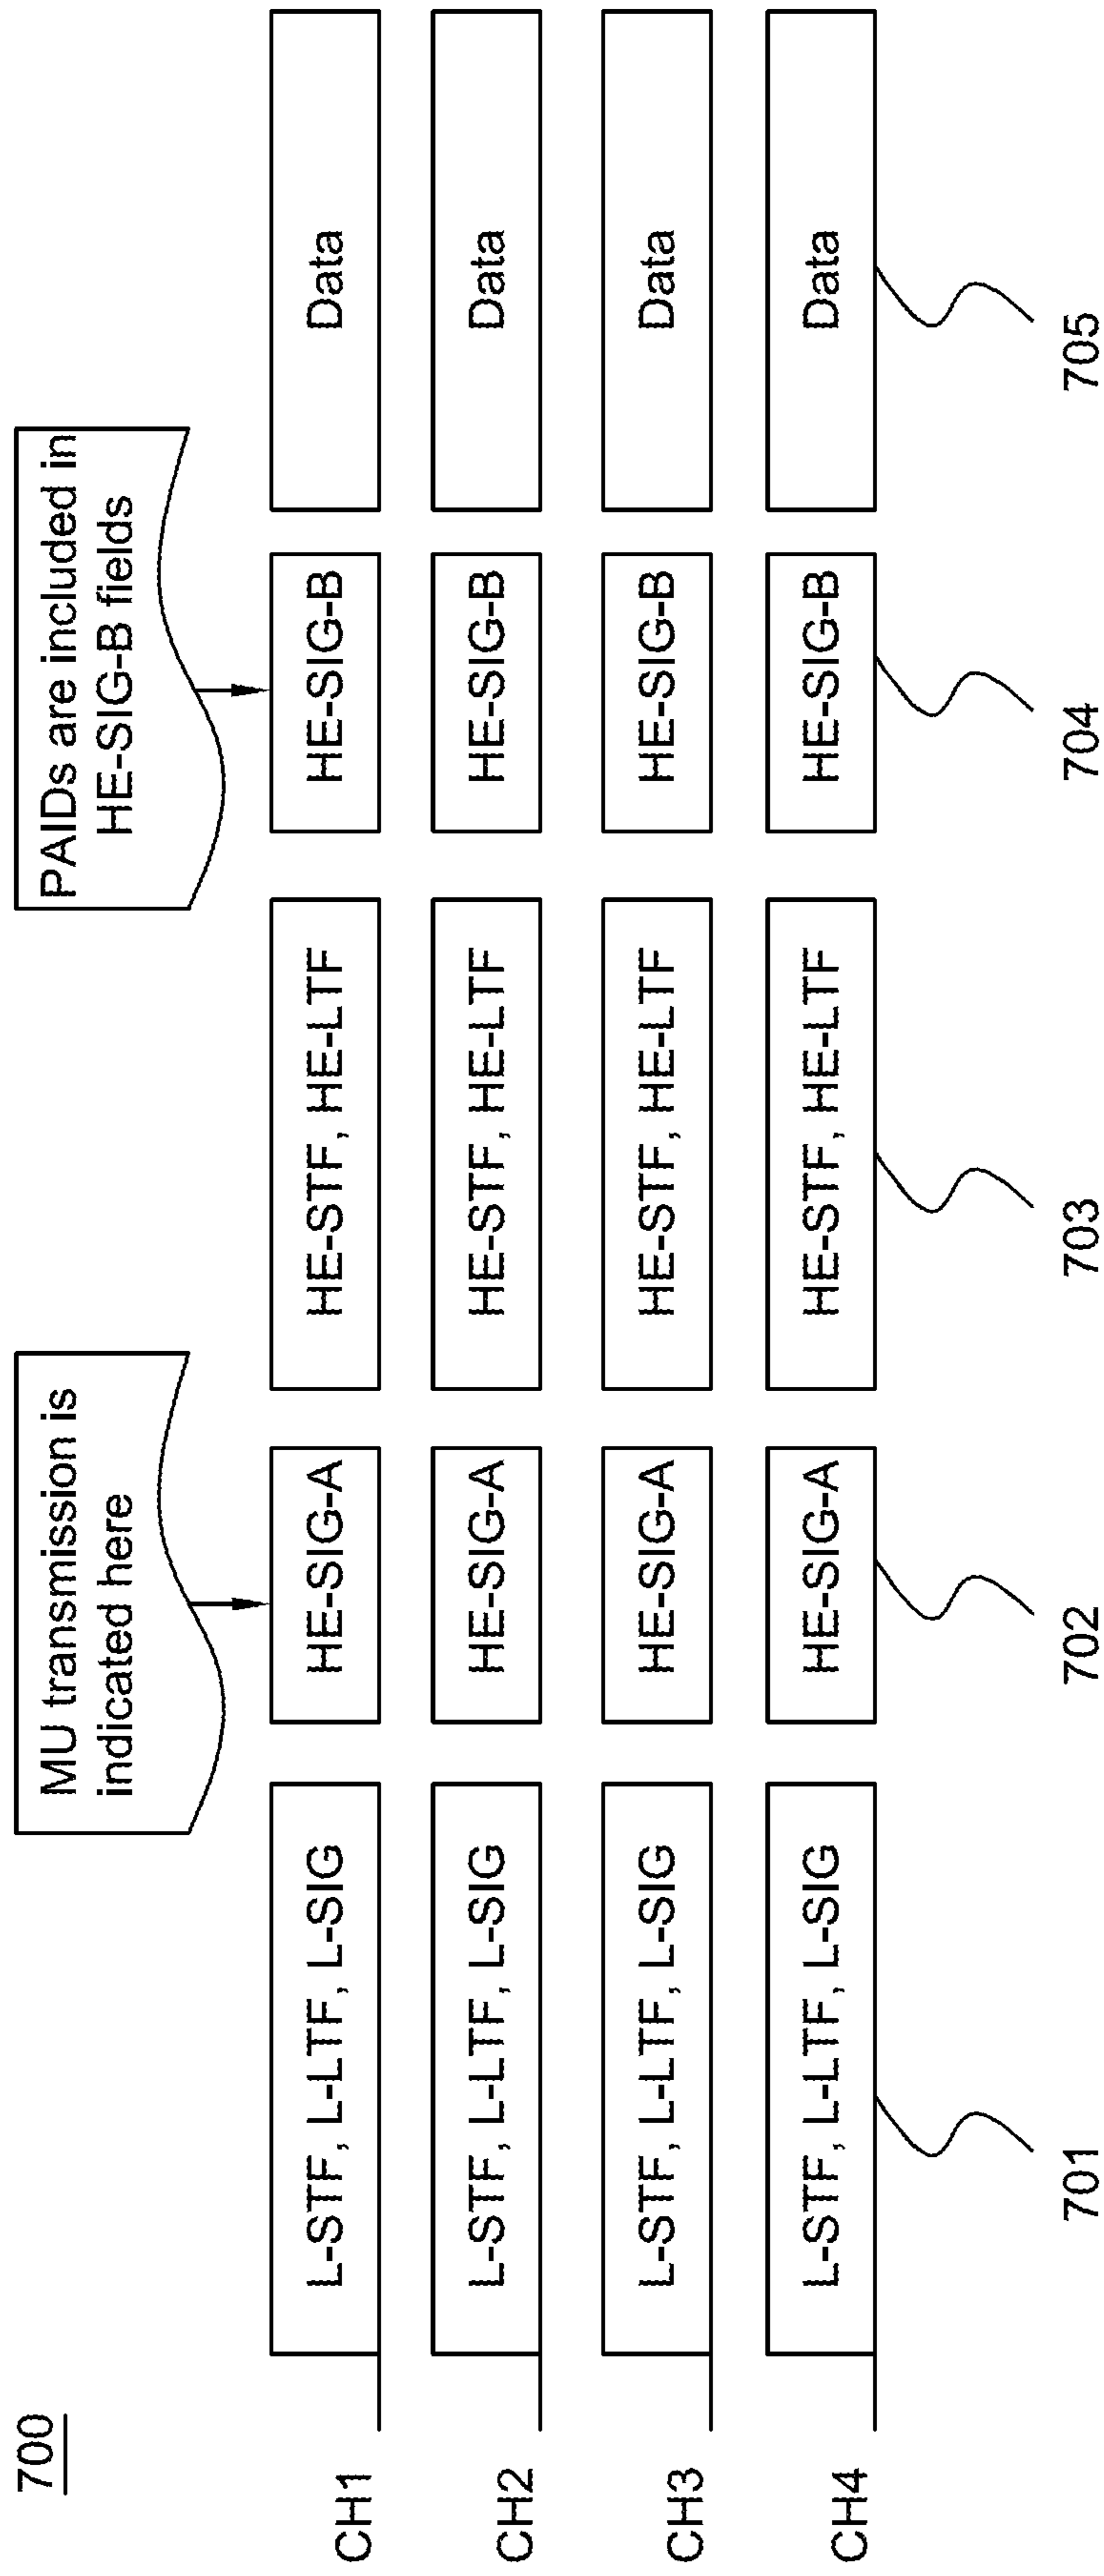 700
MU transmission is
indicated here
PAIDs are included in
HE-SIG-B fields
CH1
L-STF, L-LTF, L-SIG
HE-SIG-A
HE-STF, HE-LTF
HE-SIG-B
Data
CH2
L-STF, L-LTF, L-SIG
HE-SIG-A
HE-STF, HE-LTF
HE-SIG-B
Data
CH3
L-STF, L-LTF, L-SIG
HE-SIG-A
HE-STF, HE-LTF
HE-SIG-B
Data
CH4
L-STF, L-LTF, L-SIG
HE-SIG-A
HE-STF, HE-LTF
HE-SIG-B
Data
701
702
703
704
705